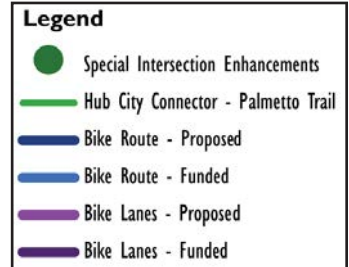 Legend
Special Intersection Enhancements
Hub City Connector - Palmetto Trail
Bike Route - Proposed
Bike Route - Funded
Bike Lanes - Proposed
Bike Lanes - Funded